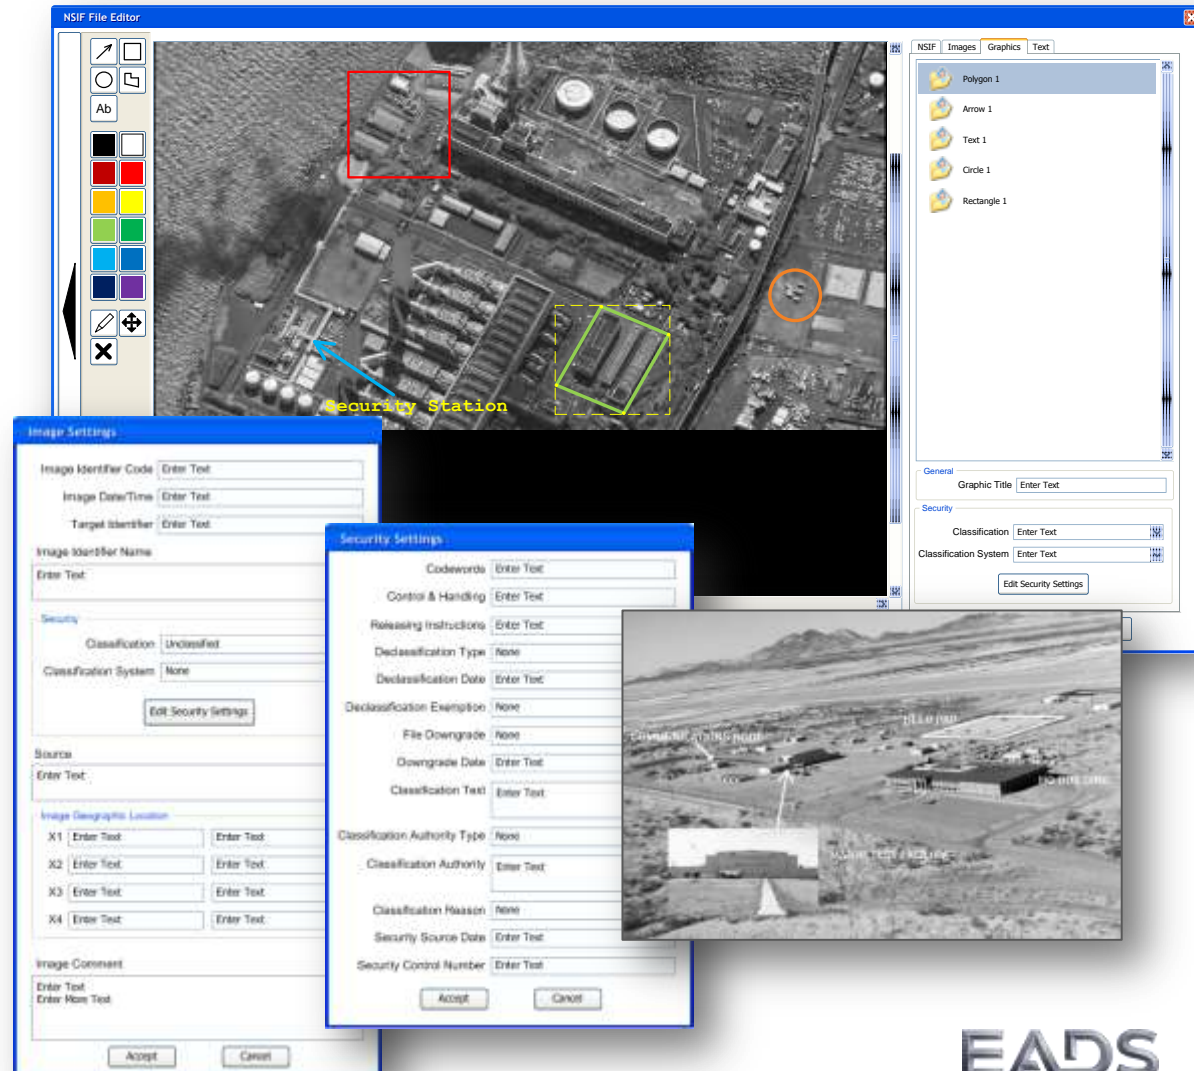 NSIF File Editor
Ab
NSIF Images Graphics Text
Polygon 1
Arrow 1
Text 1
Circle 1
Rectangle 1
Security Station
General
Graphic Title Enter Text
Security
Classification Enter Text
Classification System Enter Text
Edit Security Settings
Image Settings
Image Identifier Code Enter Text
Image Date/Time Enter Text
Target Identifier Enter Text
Image Identifier Name
Enter Text
Security
Classification Unclassified
Classification System None
Edit Security Settings
Source
Enter Text
Image Geographic Location
X1 Enter Text Enter Text
X2 Enter Text Enter Text
X3 Enter Text Enter Text
X4 Enter Text Enter Text
Image Comment
Enter Text
Enter More Text
Accept Cancel
Security Settings
Codewords Enter Text
Control & Handling Enter Text
Releasing Instructions Enter Text
Declassification Type None
Declassification Date Enter Text
Declassification Exemption None
File Downgrade None
Downgrade Date Enter Text
Classification Text Enter Text
Classification Authority Type None
Classification Authority Enter Text
Classification Reason None
Security Source Date Enter Text
Security Control Number Enter Text
Accept Cancel
EADS